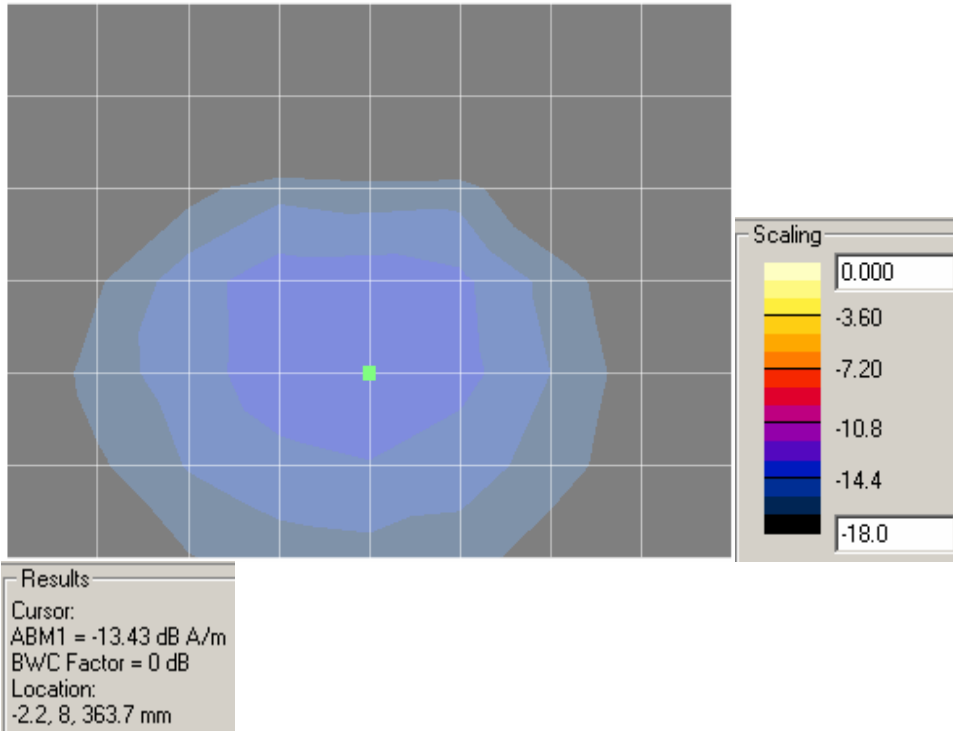 Scaling
0.000
-3.60
-7.20
-10.8
-14.4
-18.0
Results
Cursor:
ABM1 = -13.43 dB A/m
BWC Factor = 0 dB
Location:
-2.2, 8, 363.7 mm